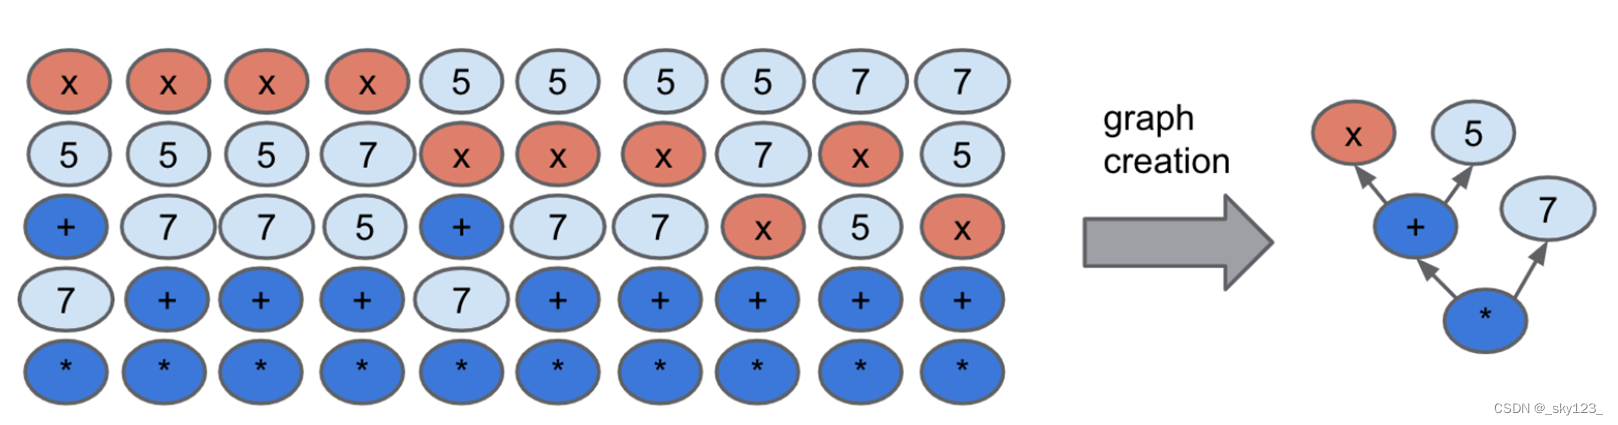 x x x x 5 5 5 5 7 7
5 5 5 7 x x x 7 x 5
+ 7 7 5 + 7 7 x 5 x
7 + + + 7 + + + + +
* * * * * * * * * *
graph
creation
x 5
+ 7
*
CSDN @_sky123_